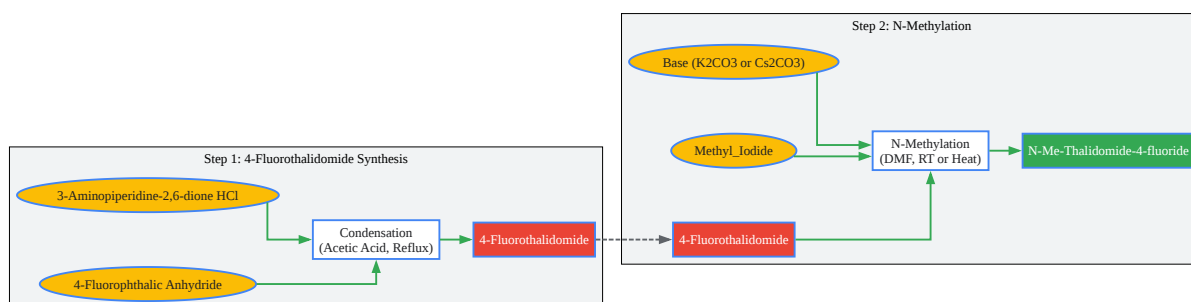 Step 1: 4-Fluorothalidomide Synthesis
3-Aminopiperidine-2,6-dione HCl
4-Fluorophthalic Anhydride
Condensation
(Acetic Acid, Reflux)
4-Fluorothalidomide
Step 2: N-Methylation
Base (K2CO3 or Cs2CO3)
Methyl_Iodide
4-Fluorothalidomide
N-Methylation
(DMF, RT or Heat)
N-Me-Thalidomide-4-fluoride